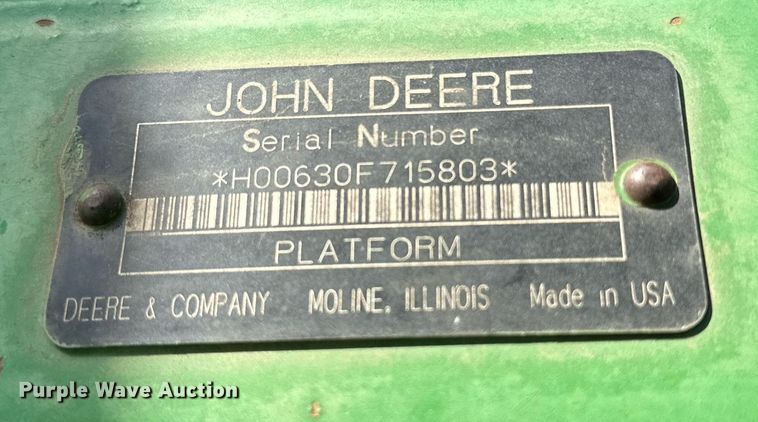 JOHN DEERE
Serial Number
*H00630F715803*
PLATFORM
DEERE & COMPANY MOLINE, ILLINOIS Made in USA
Purple Wave Auction